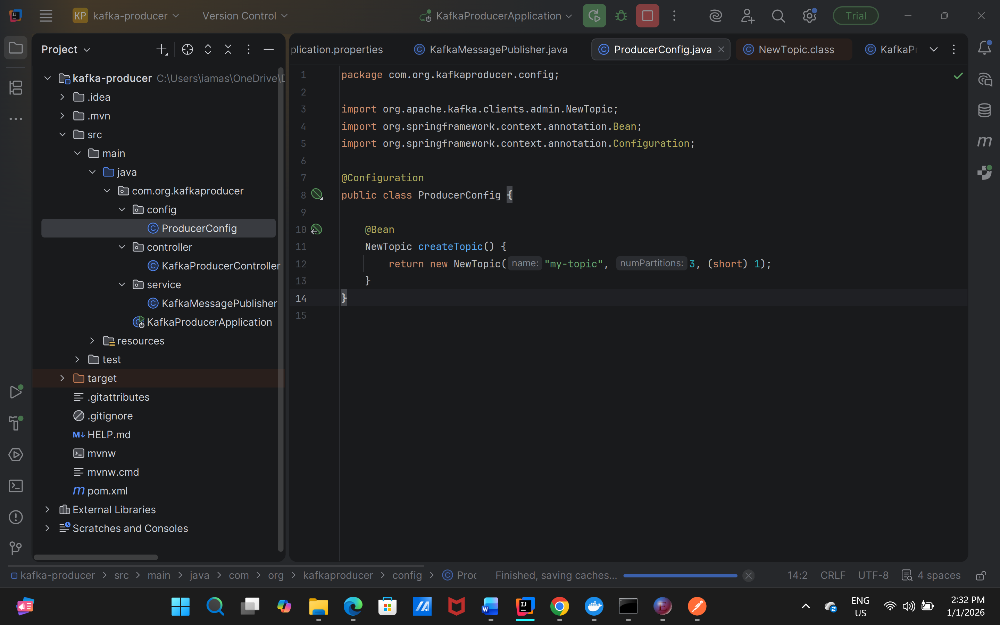 KP kafka-producer Version Control KafkaProducerApplication Trial
Project
plication.properties KafkaMessagePublisher.java ProducerConfig.java NewTopic.class KafkaPr
kafka-producer C:\Users\iamas\OneDrive\D
.idea
.mvn
src
main
java
com.org.kafkaproducer
config
ProducerConfig
controller
KafkaProducerController
service
KafkaMessagePublisher
KafkaProducerApplication
resources
test
target
.gitattributes
.gitignore
M↓ HELP.md
mvnw
mvnw.cmd
m pom.xml
External Libraries
Scratches and Consoles
1 package com.org.kafkaproducer.config;
2
3 import org.apache.kafka.clients.admin.NewTopic;
4 import org.springframework.context.annotation.Bean;
5 import org.springframework.context.annotation.Configuration;
6
7 @Configuration
8 public class ProducerConfig {
9
10 @Bean
11 NewTopic createTopic() {
12 return new NewTopic( name: "my-topic", numPartitions: 3, (short) 1);
13 }
14 }
15
kafka-producer > src > main > java > com > org > kafkaproducer > config > Proc Finished, saving caches... 14:2 CRLF UTF-8 4 spaces
ENG
US
2:32 PM
1/1/2026